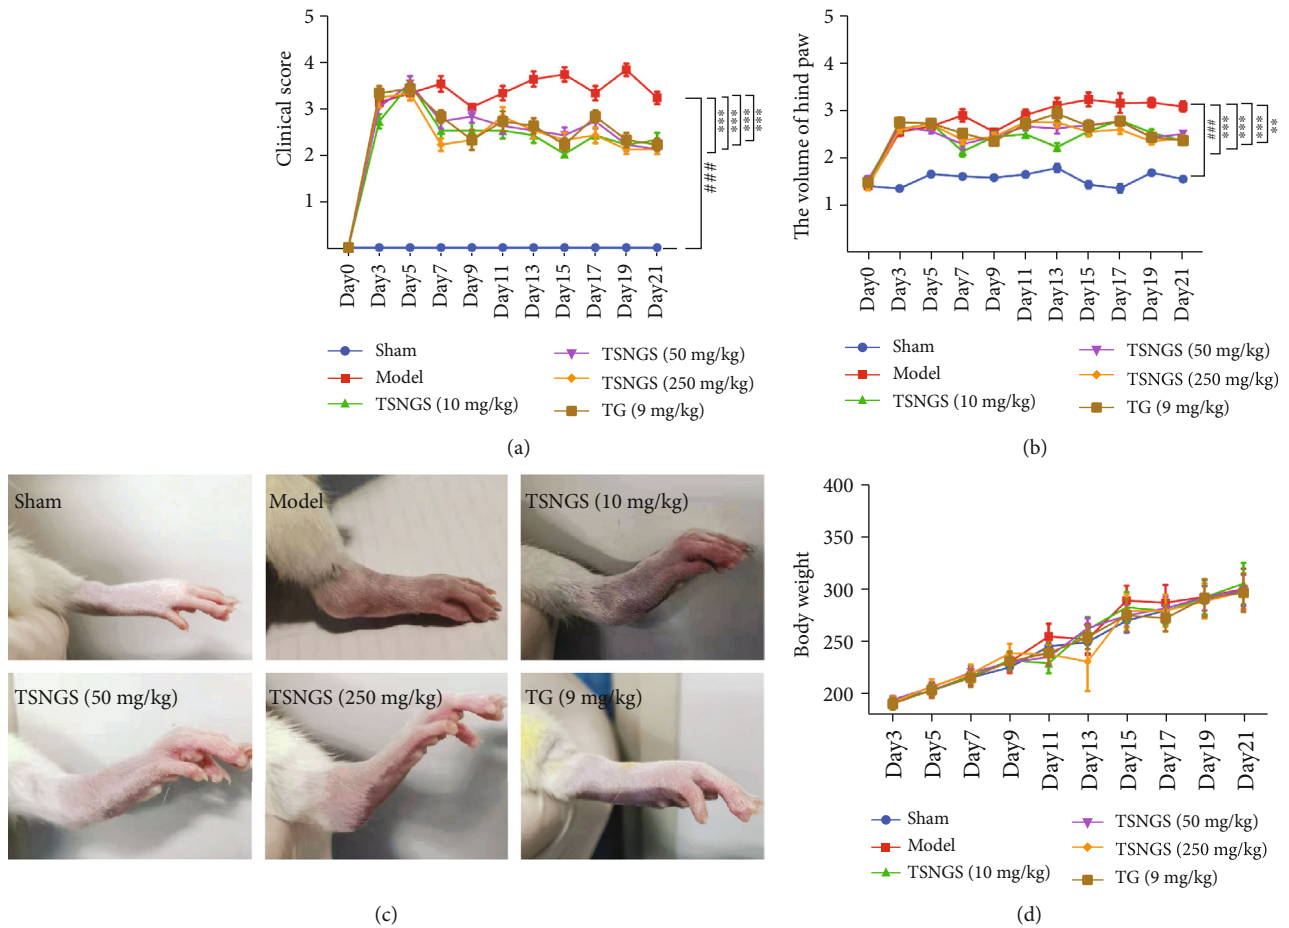 5
4
3
2
1
Clinical score
Day0
Day3
Day5
Day7
Day9
Day11
Day13
Day15
Day17
Day19
Day21
###
***
***
***
***
Sham
Model
TSNGS (10 mg/kg)
TSNGS (50 mg/kg)
TSNGS (250 mg/kg)
TG (9 mg/kg)
(a)
5
4
3
2
1
The volume of hind paw
Day0
Day3
Day5
Day7
Day9
Day11
Day13
Day15
Day17
Day19
Day21
###
***
***
***
**
Sham
Model
TSNGS (10 mg/kg)
TSNGS (50 mg/kg)
TSNGS (250 mg/kg)
TG (9 mg/kg)
(b)
Sham
Model
TSNGS (10 mg/kg)
TSNGS (50 mg/kg)
TSNGS (250 mg/kg)
TG (9 mg/kg)
(c)
400
350
300
250
200
Body weight
Day3
Day5
Day7
Day9
Day11
Day13
Day15
Day17
Day19
Day21
Sham
Model
TSNGS (10 mg/kg)
TSNGS (50 mg/kg)
TSNGS (250 mg/kg)
TG (9 mg/kg)
(d)